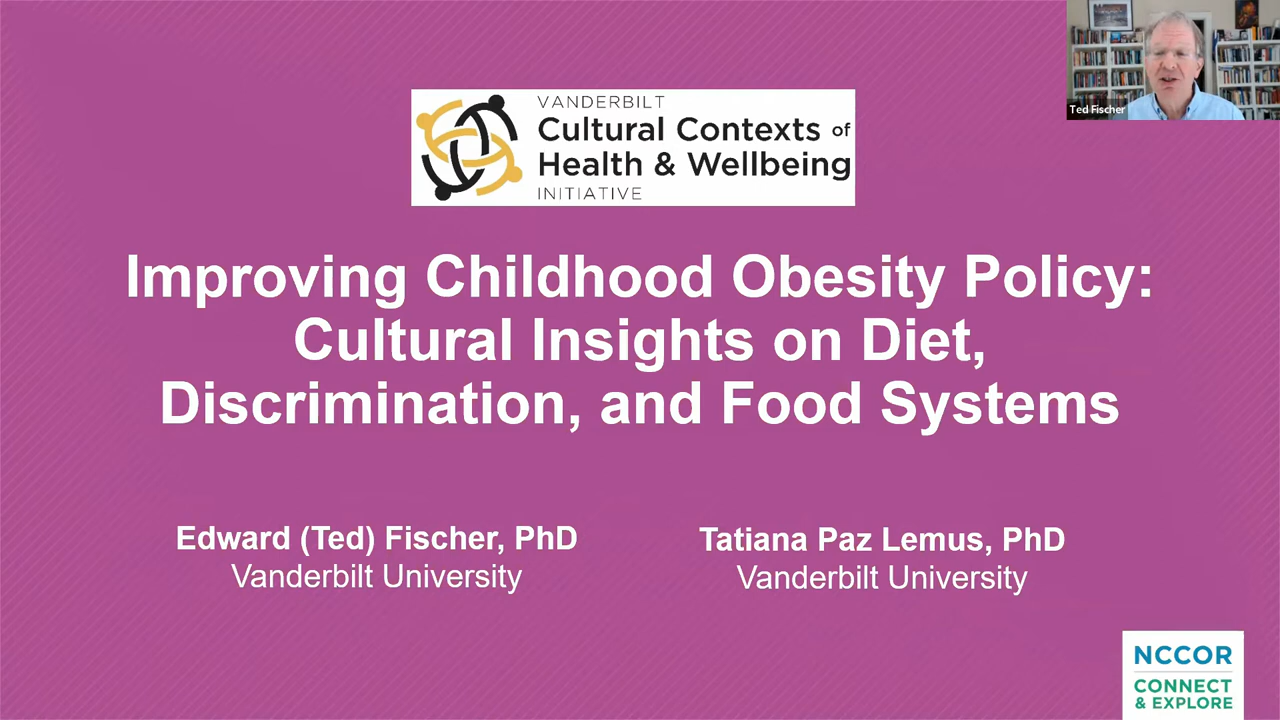 Ted Fischer
VANDERBILT
Cultural Contexts of
Health & Wellbeing
INITIATIVE
Improving Childhood Obesity Policy:
Cultural Insights on Diet,
Discrimination, and Food Systems
Edward (Ted) Fischer, PhD
Vanderbilt University
Tatiana Paz Lemus, PhD
Vanderbilt University
NCCOR
CONNECT
& EXPLORE